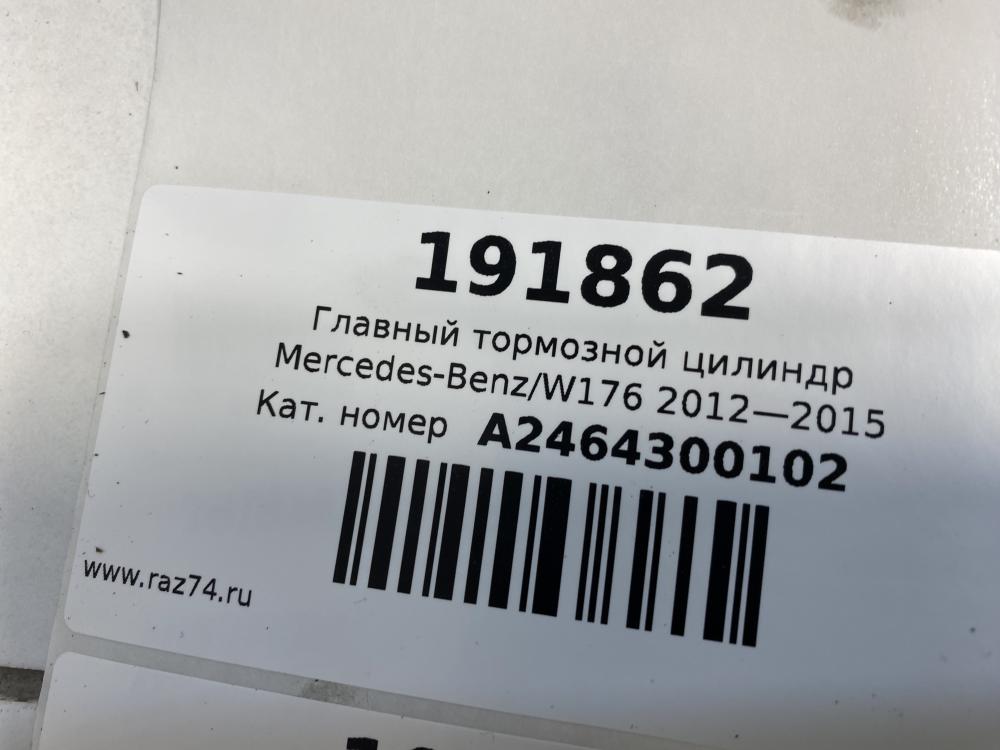 191862
Главный тормозной цилиндр
Mercedes-Benz/W176 2012—2015
Кат. номер A2464300102
www.raz74.ru